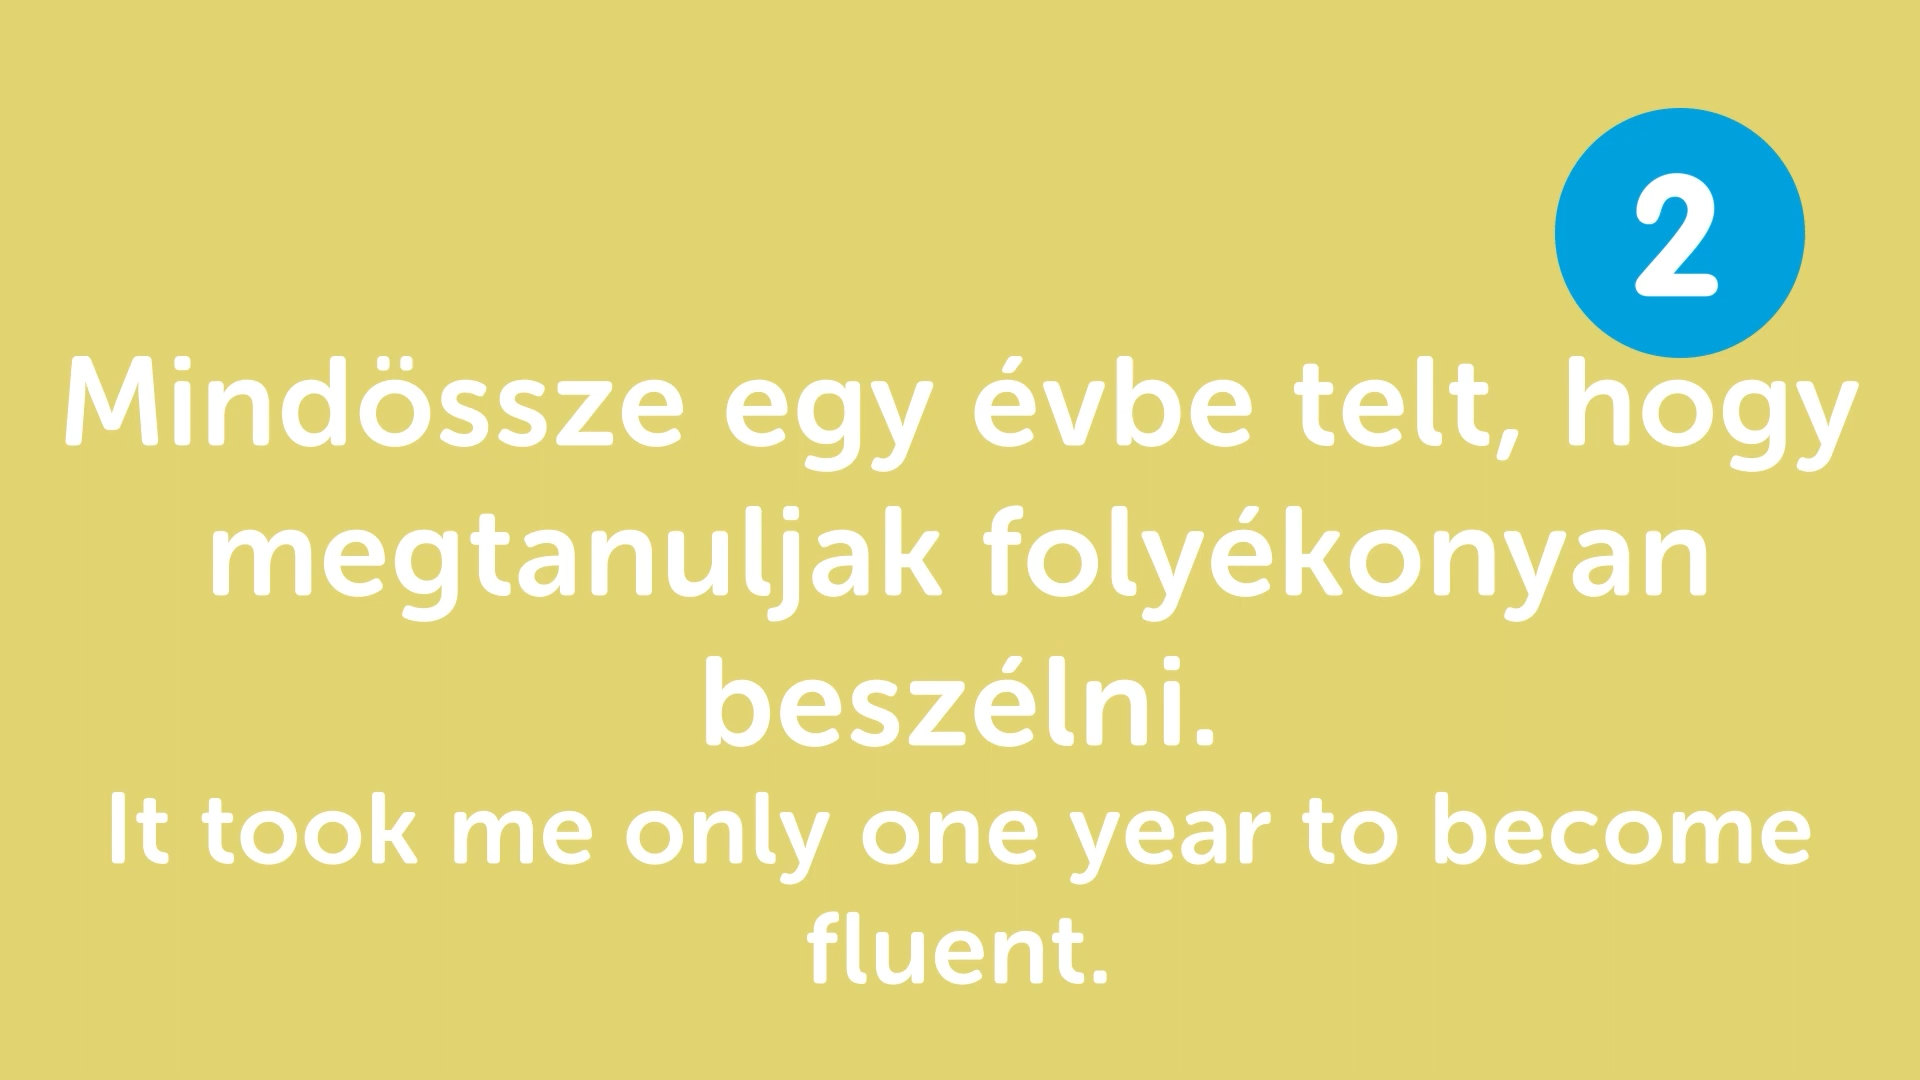 2
Mindössze egy évbe telt, hogy
megtanuljak folyékonyan
beszélni.
It took me only one year to become
fluent.